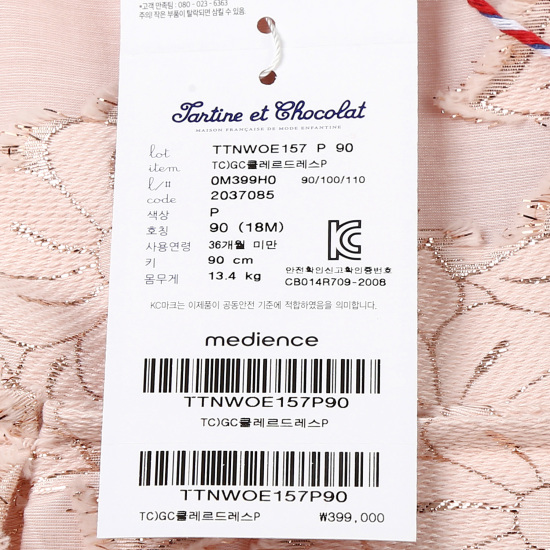 *고객 만족팀 : 080 - 023 - 6363
주의! 작은 부품이 탈락되면 삼킬 수 있습니다.
Tartine et Chocolat
MAISON FRANÇAISE DE MODE ENFANTINE
lot TTNWOE157 P 90
item TC)GC클레르드레스P
l/# 0M399H0 90/100/110
code 2037085
색상 P
호칭 90 (18M)
사용연령 36개월 미만
키 90 cm
몸무게 13.4 kg
안전확인신고확인증번호
CB014R709-2008
KC마크는 이제품이 공동안전 기준에 적합하였음을 의미합니다.
medience
TTNWOE157P90
TC)GC클레르드레스P
TTNWOE157P90
TC)GC클레르드레스P ₩399,000